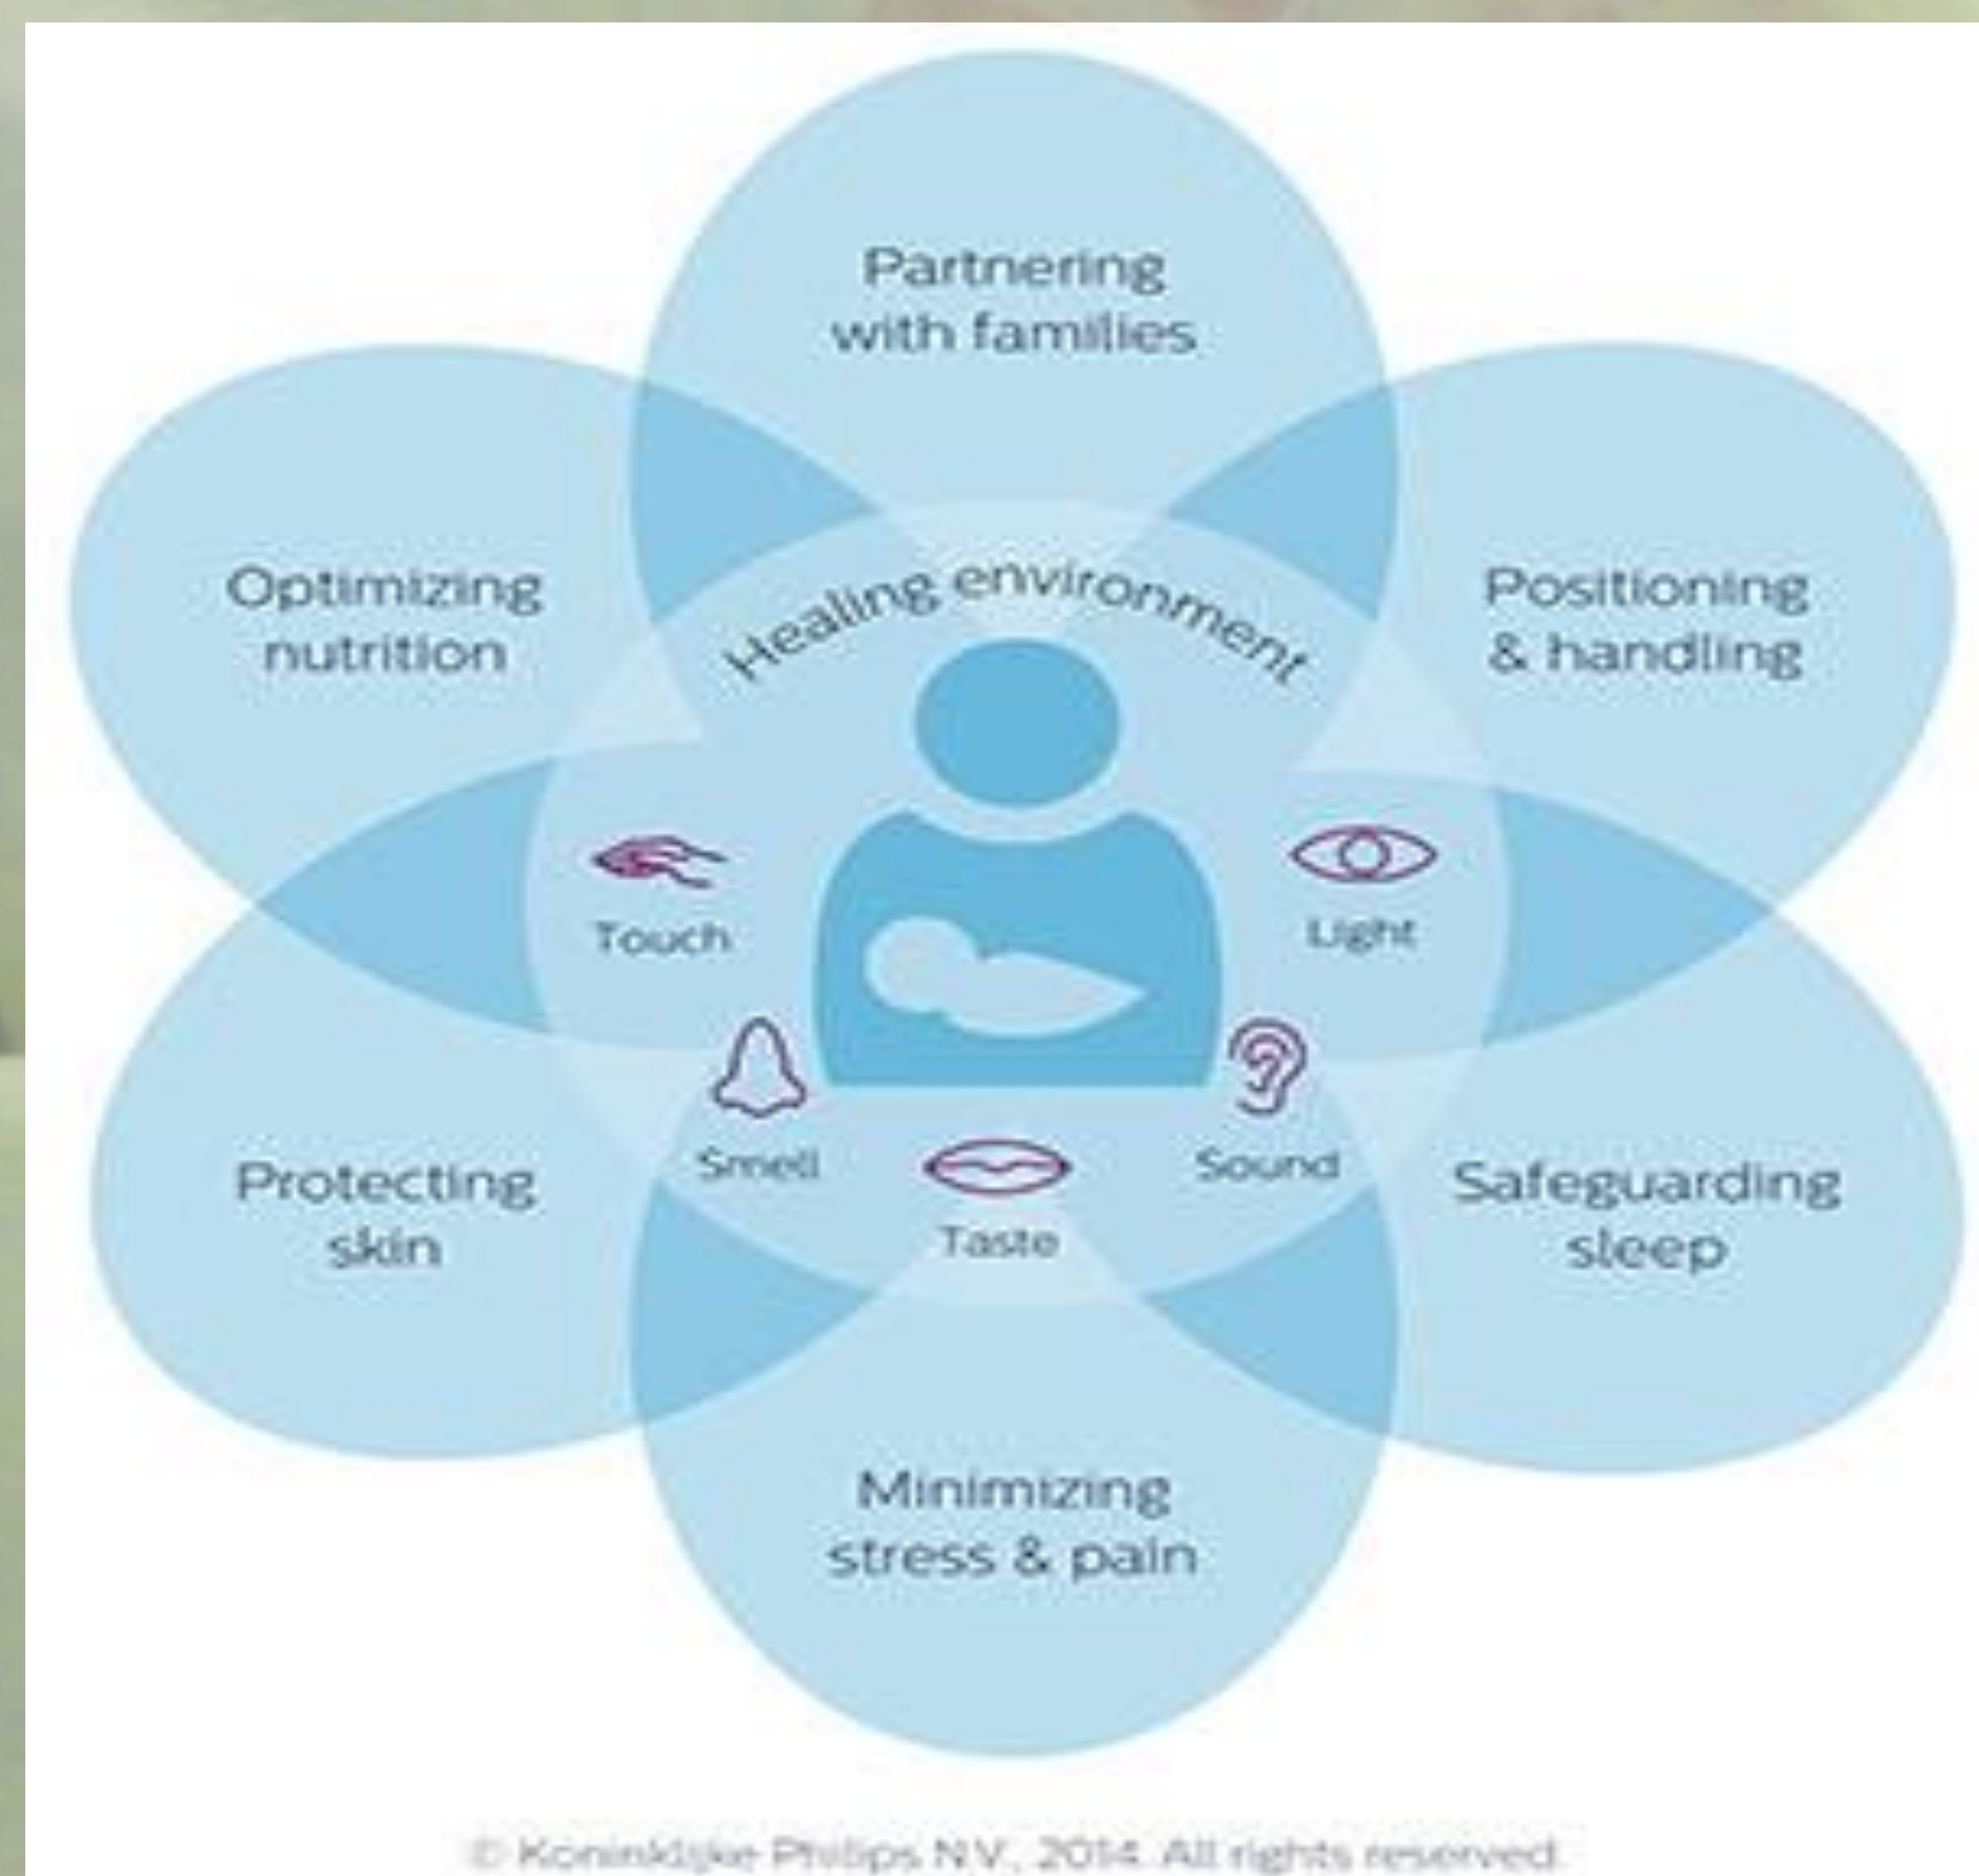 Partnering
with families
Optimizing
nutrition
Positioning
& handling
Healing environment
Touch
Light
Smell
Sound
Taste
Protecting
skin
Safeguarding
sleep
Minimizing
stress & pain
© Koninklijke Philips N.V., 2014. All rights reserved.